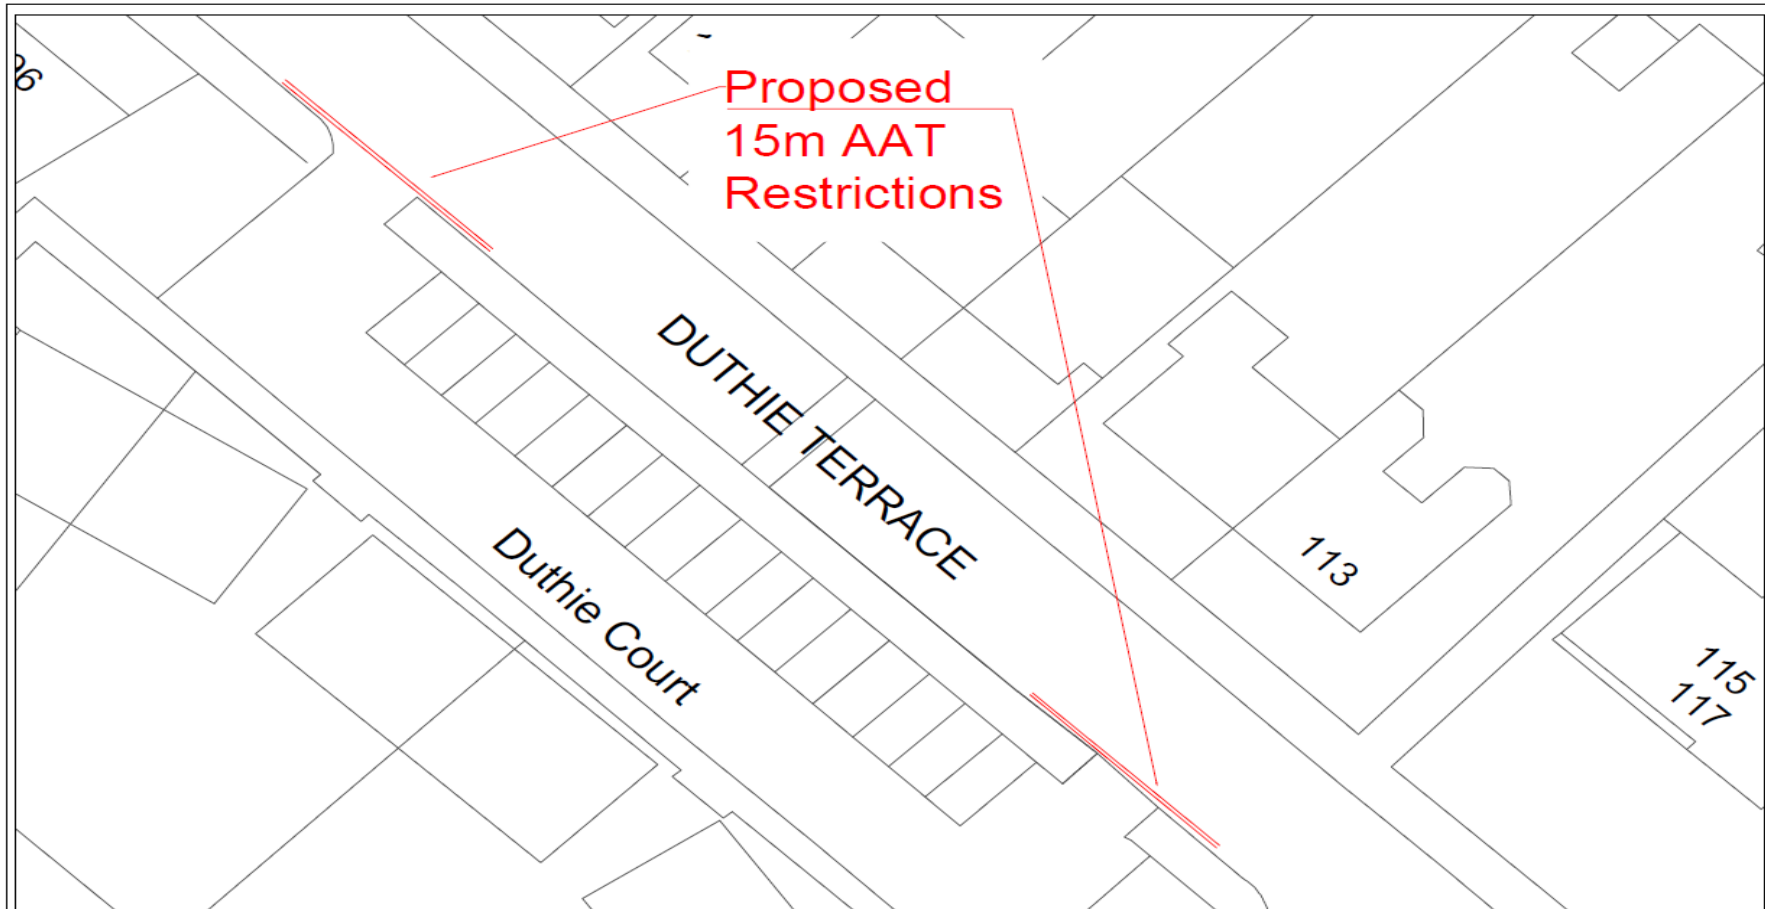 Proposed
15m AAT
Restrictions
DUTHIE TERRACE
Duthie Court
113
115
117